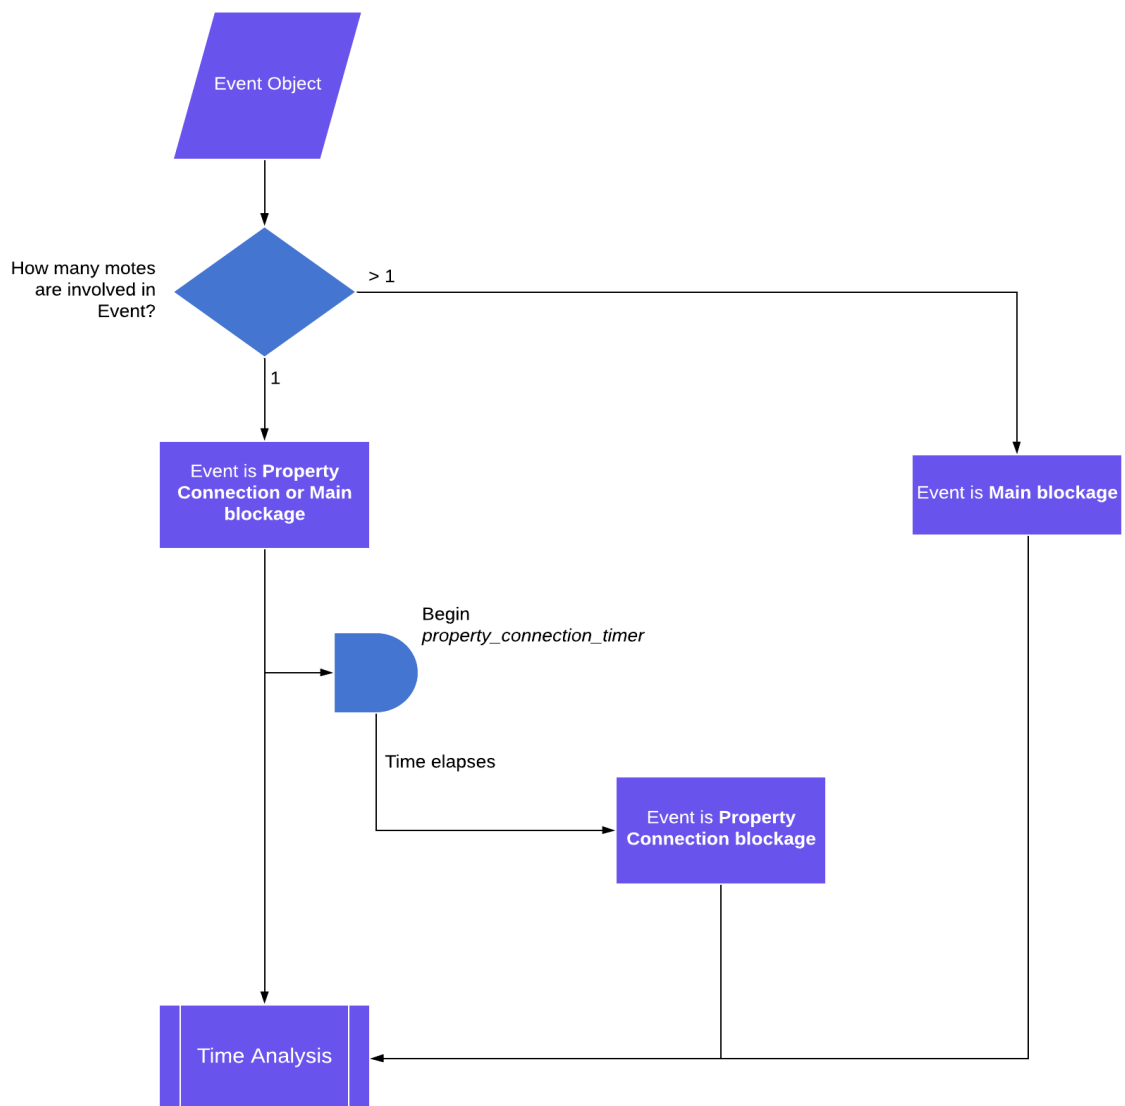 Event Object
How many motes
are involved in
Event?
> 1
1
Event is Property
Connection or Main
blockage
Event is Main blockage
Begin
property_connection_timer
Time elapses
Event is Property
Connection blockage
Time Analysis